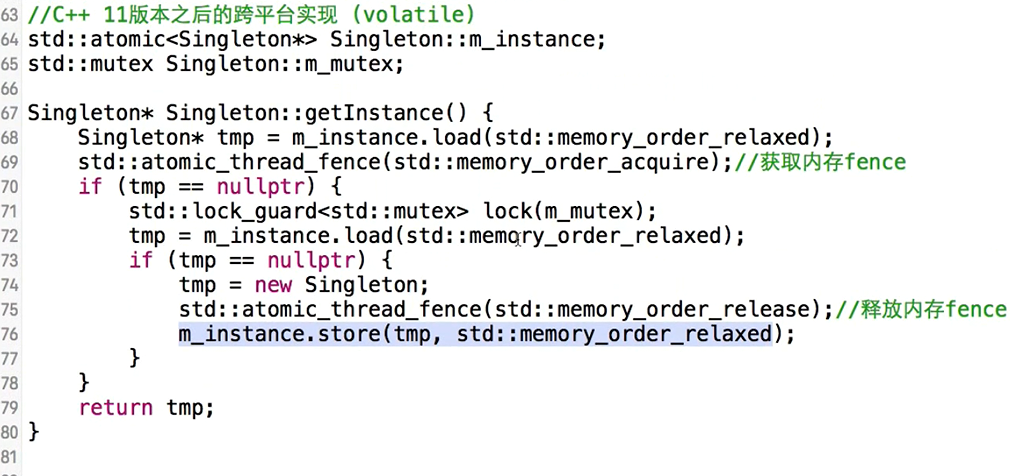 63 //C++ 11版本之后的跨平台实现 (volatile)
64 std::atomic<Singleton*> Singleton::m_instance;
65 std::mutex Singleton::m_mutex;
66
67 Singleton* Singleton::getInstance() {
68     Singleton* tmp = m_instance.load(std::memory_order_relaxed);
69     std::atomic_thread_fence(std::memory_order_acquire);//获取内存fence
70     if (tmp == nullptr) {
71         std::lock_guard<std::mutex> lock(m_mutex);
72         tmp = m_instance.load(std::memory_order_relaxed);
73         if (tmp == nullptr) {
74             tmp = new Singleton;
75             std::atomic_thread_fence(std::memory_order_release);//释放内存fence
76             m_instance.store(tmp, std::memory_order_relaxed);
77         }
78     }
79     return tmp;
80 }
81